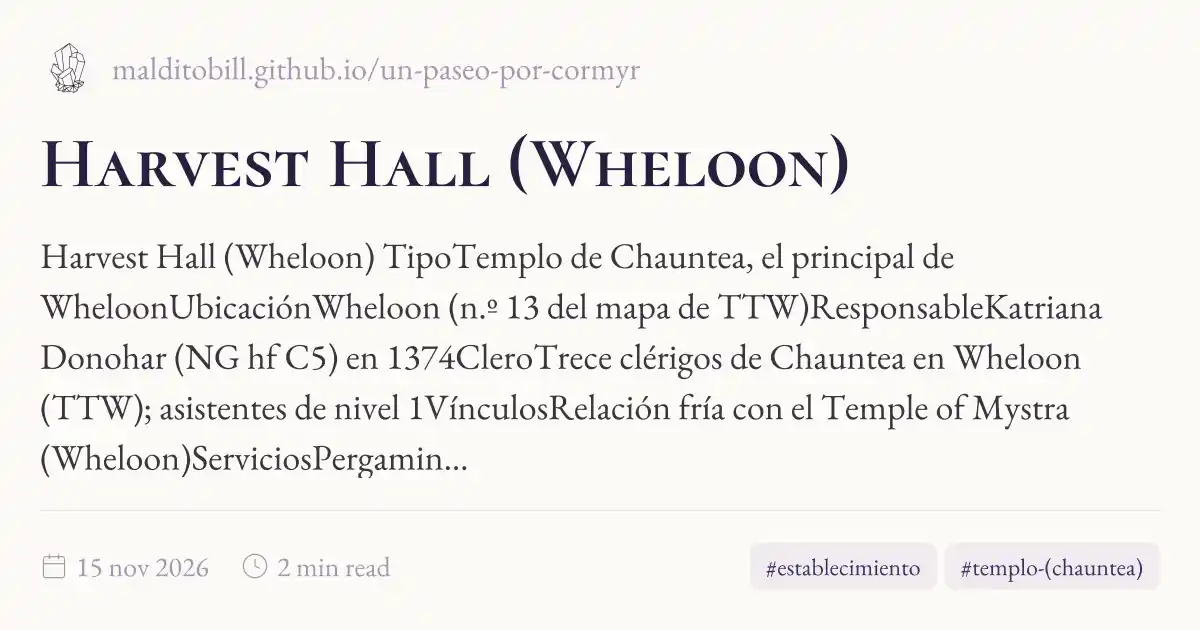 malditobill.github.io/un-paseo-por-cormyr
Harvest Hall (Wheloon)
Harvest Hall (Wheloon) TipoTemplo de Chauntea, el principal de
WheloonUbicaciónWheloon (n.º 13 del mapa de TTW)ResponsableKatriana
Donohar (NG hf C5) en 1374CleroTrece clérigos de Chauntea en Wheloon
(TTW); asistentes de nivel 1VínculosRelación fría con el Temple of Mystra
(Wheloon)ServiciosPergamin...
15 nov 2026 2 min read #establecimiento #templo-(chauntea)